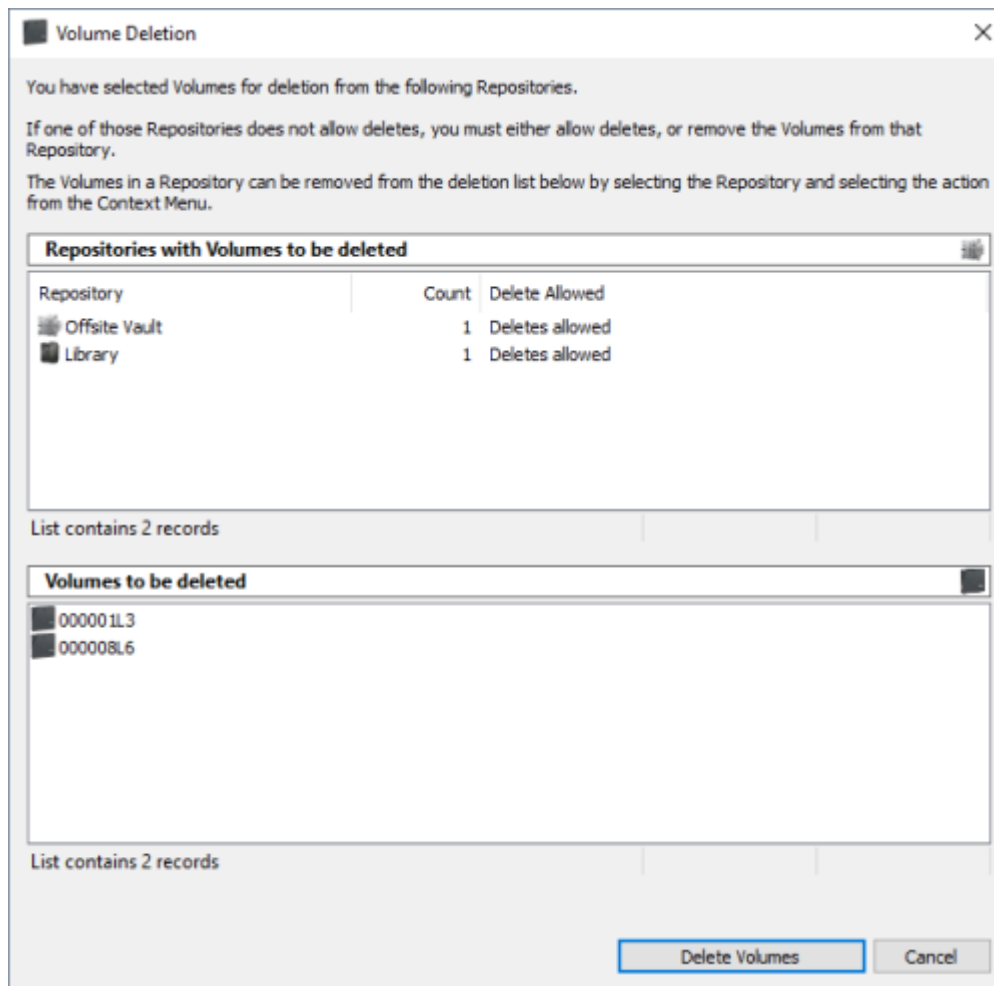 Volume Deletion
You have selected Volumes for deletion from the following Repositories.
If one of those Repositories does not allow deletes, you must either allow deletes, or remove the Volumes from that
Repository.
The Volumes in a Repository can be removed from the deletion list below by selecting the Repository and selecting the action
from the Context Menu.
Repositories with Volumes to be deleted
Repository Count Delete Allowed
Offsite Vault 1 Deletes allowed
Library 1 Deletes allowed
List contains 2 records
Volumes to be deleted
000001L3
000008L6
List contains 2 records
Delete Volumes Cancel